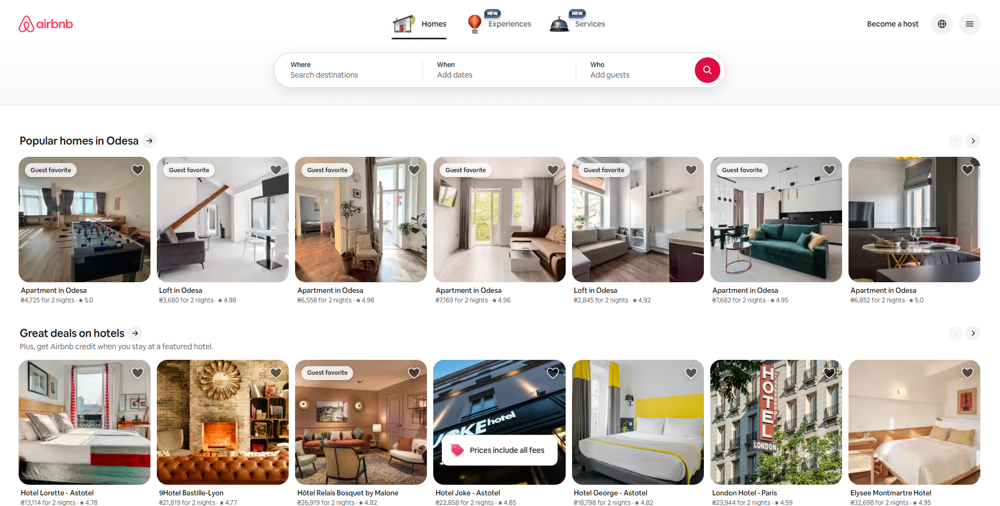 airbnb
Homes
NEW
Experiences
NEW
Services
Become a host
Where
Search destinations
When
Add dates
Who
Add guests
Popular homes in Odesa
Guest favorite
Guest favorite
Guest favorite
Guest favorite
Guest favorite
Guest favorite
Apartment in Odesa
₴4,725 for 2 nights · ★ 5.0
Loft in Odesa
₴3,680 for 2 nights · ★ 4.98
Apartment in Odesa
₴6,558 for 2 nights · ★ 4.98
Apartment in Odesa
₴7,169 for 2 nights · ★ 4.96
Loft in Odesa
₴2,845 for 2 nights · ★ 4.92
Apartment in Odesa
₴7,682 for 2 nights · ★ 4.95
Apartment in Odesa
₴6,852 for 2 nights · ★ 5.0
Great deals on hotels
Plus, get Airbnb credit when you stay at a featured hotel.
Guest favorite
hotel
Prices include all fees
HOTEL
LONDON
Hotel Lorette - Astotel
₴13,114 for 2 nights · ★ 4.78
9Hotel Bastille-Lyon
₴21,819 for 2 nights · ★ 4.77
Hôtel Relais Bosquet by Malone
₴26,919 for 2 nights · ★ 4.82
Hotel Joke - Astotel
₴22,858 for 2 nights · ★ 4.85
Hotel George - Astotel
₴18,798 for 2 nights · ★ 4.82
London Hotel - Paris
₴23,944 for 2 nights · ★ 4.59
Elysee Montmartre Hotel
₴32,698 for 2 nights · ★ 4.95